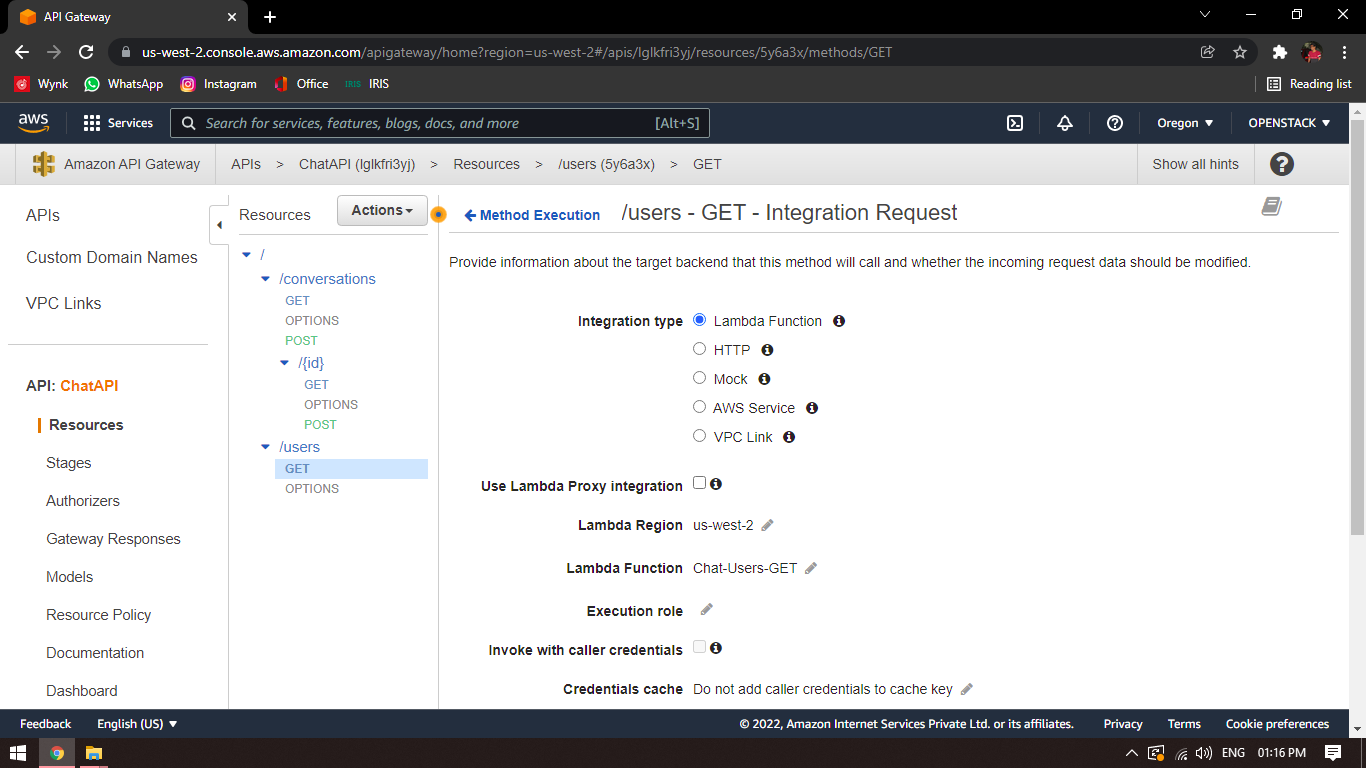 API Gateway
us-west-2.console.aws.amazon.com/apigateway/home?region=us-west-2#/apis/lglkfri3yj/resources/5y6a3x/methods/GET
Wynk WhatsApp Instagram Office IRIS IRIS Reading list
aws Services Search for services, features, blogs, docs, and more [Alt+S] Oregon OPENSTACK
Amazon API Gateway APIs > ChatAPI (lglkfri3yj) > Resources > /users (5y6a3x) > GET Show all hints ?
APIs
Custom Domain Names
VPC Links
API: ChatAPI
Resources
Stages
Authorizers
Gateway Responses
Models
Resource Policy
Documentation
Dashboard
Resources Actions
/
/conversations
GET
OPTIONS
POST
/{id}
GET
OPTIONS
POST
/users
GET
OPTIONS
Method Execution /users - GET - Integration Request
Provide information about the target backend that this method will call and whether the incoming request data should be modified.
Integration type Lambda Function
HTTP
Mock
AWS Service
VPC Link
Use Lambda Proxy integration
Lambda Region us-west-2
Lambda Function Chat-Users-GET
Execution role
Invoke with caller credentials
Credentials cache Do not add caller credentials to cache key
Feedback English (US) © 2022, Amazon Internet Services Private Ltd. or its affiliates. Privacy Terms Cookie preferences
ENG 01:16 PM